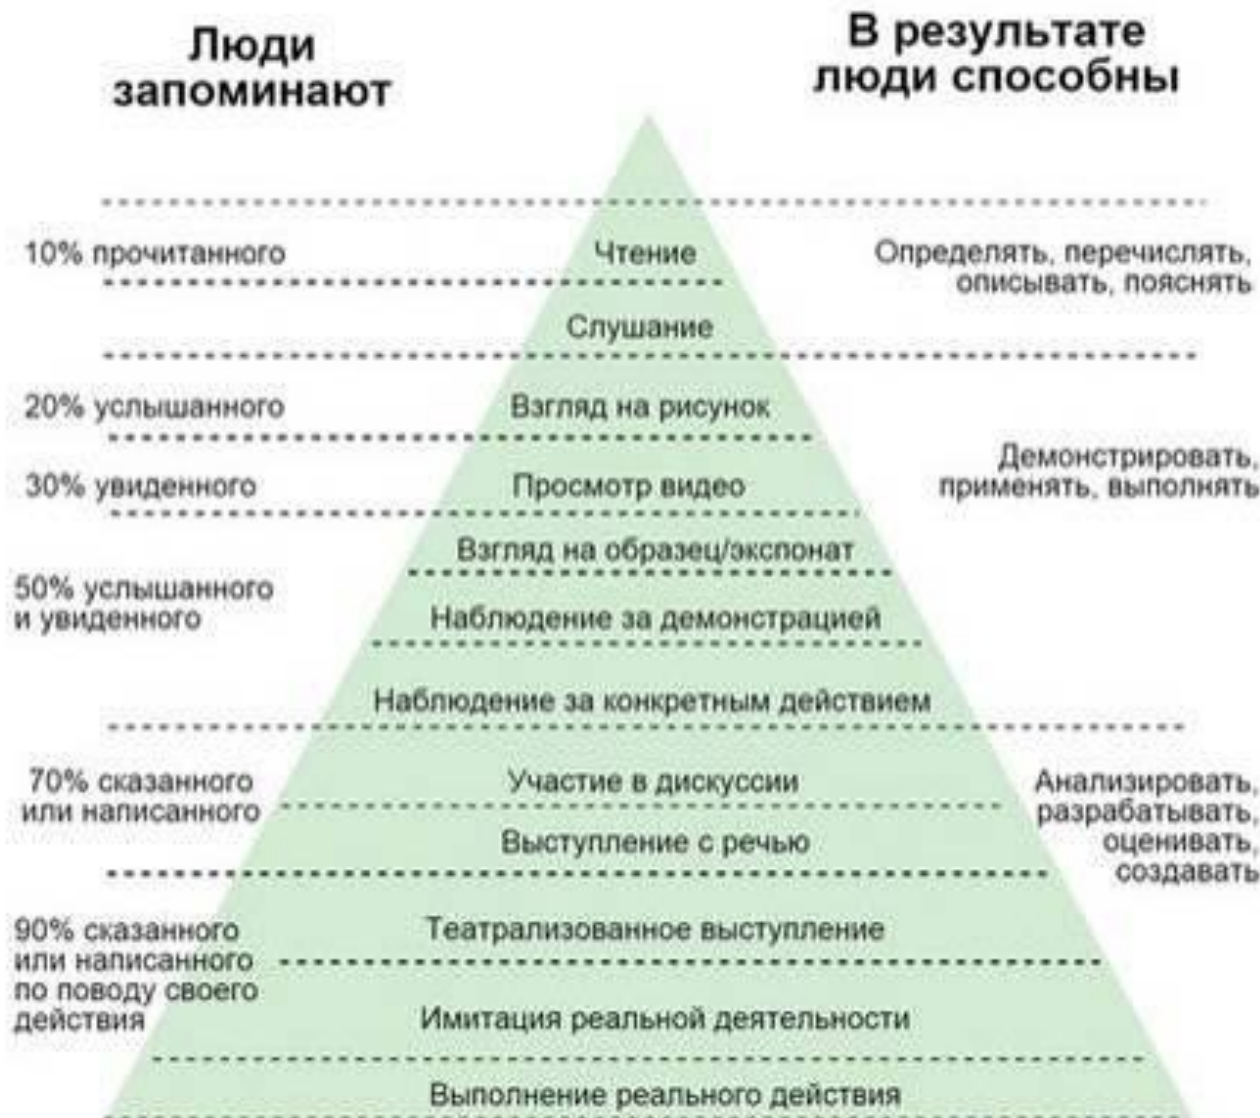 Люди
запоминают
В результате
люди способны
10% прочитанного
Чтение
Определять, перечислять,
описывать, пояснять
Слушание
20% услышанного
Взгляд на рисунок
Демонстрировать,
применять, выполнять
30% увиденного
Просмотр видео
Взгляд на образец/экспонат
50% услышанного
и увиденного
Наблюдение за демонстрацией
Наблюдение за конкретным действием
70% сказанного
или написанного
Участие в дискуссии
Анализировать,
разрабатывать,
оценивать,
создавать
Выступление с речью
90% сказанного
или написанного
по поводу своего
действия
Театрализованное выступление
Имитация реальной деятельности
Выполнение реального действия